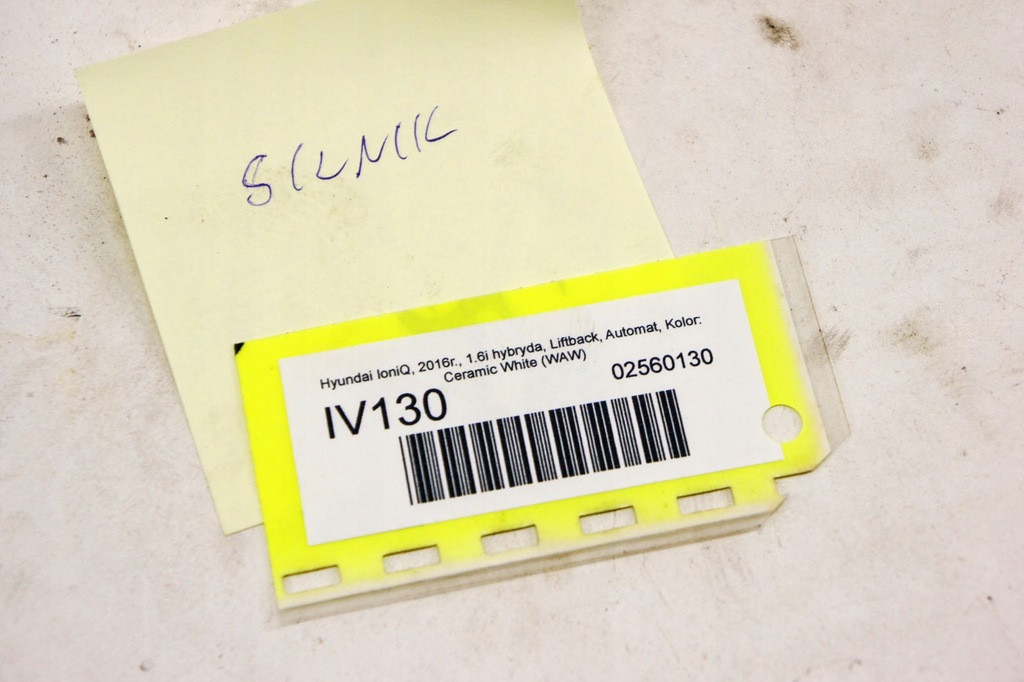 SILNIK
Hyundai IoniQ, 2016r., 1.6i hybryda, Liftback, Automat, Kolor:
Ceramic White (WAW)
IV130
02560130